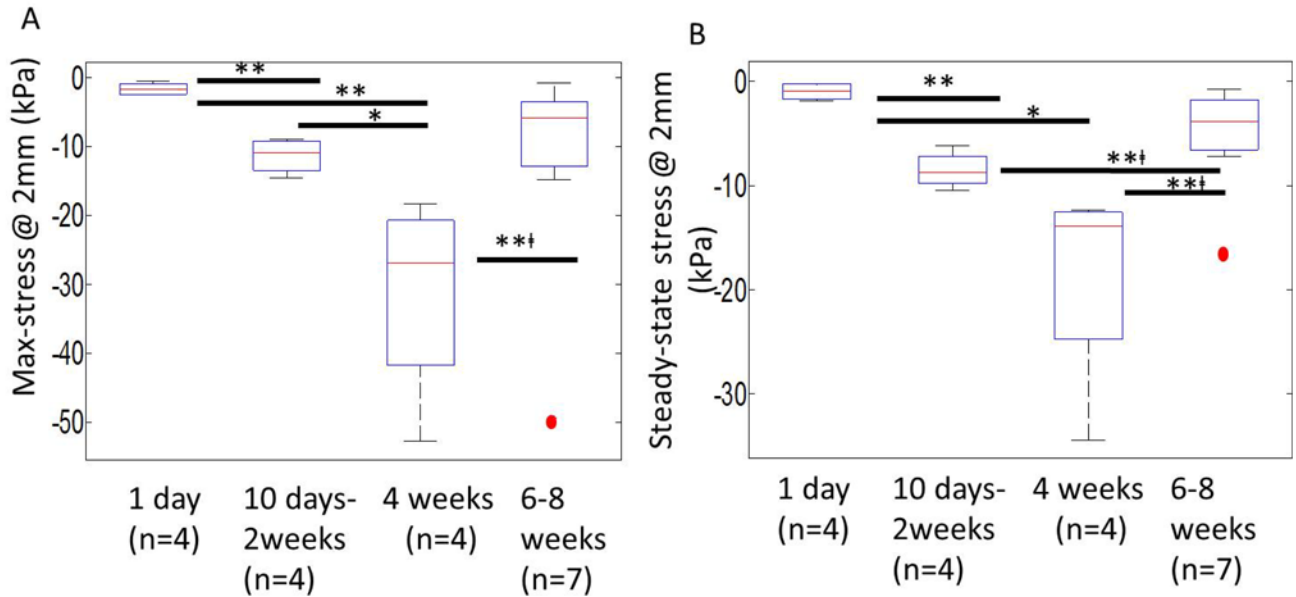 A
Max-stress @ 2mm (kPa)
0
-10
-20
-30
-40
-50
**
**
*
**ǂ
1 day
(n=4)
10 days-
2weeks
(n=4)
4 weeks
(n=4)
6-8
weeks
(n=7)
B
Steady-state stress @ 2mm
(kPa)
0
-10
-20
-30
**
*
**ǂ
**ǂ
1 day
(n=4)
10 days-
2weeks
(n=4)
4 weeks
(n=4)
6-8
weeks
(n=7)